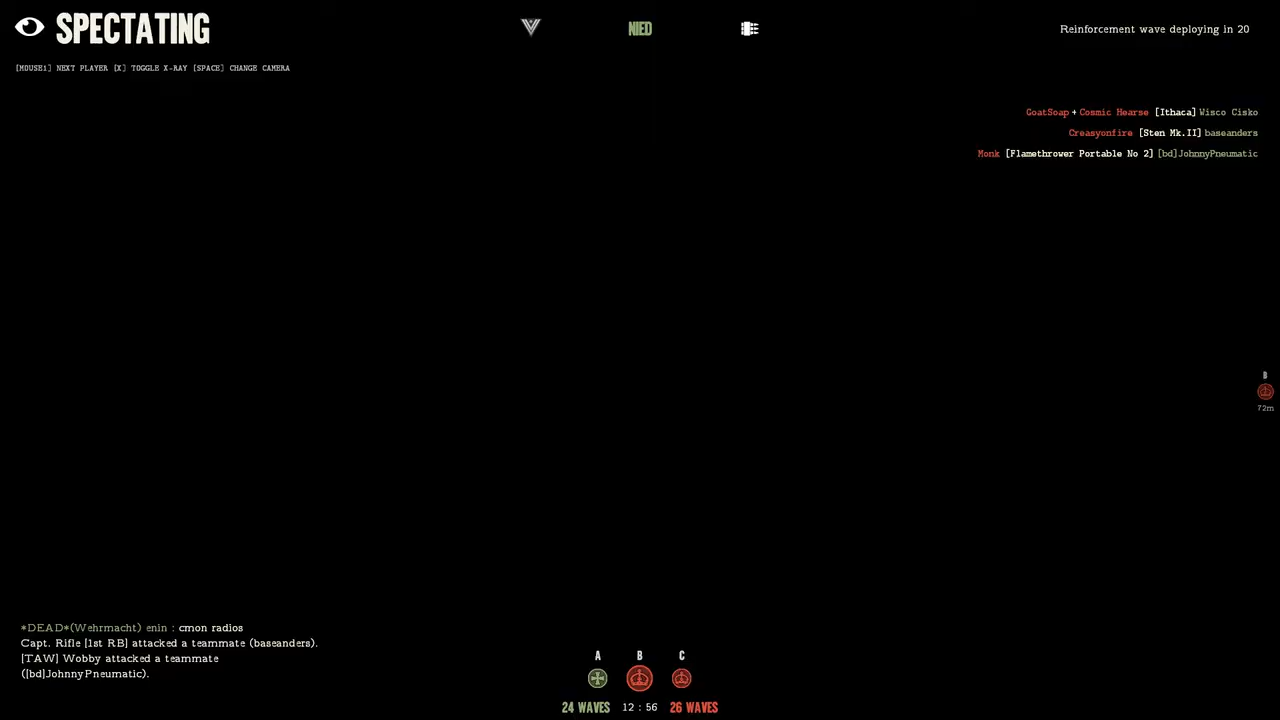 SPECTATING
NIED
Reinforcement wave deploying in 20
[MOUSE1] NEXT PLAYER [X] TOGGLE X-RAY [SPACE] CHANGE CAMERA
GoatSoap + Cosmic Hearse [Ithaca] Wisco Cisko
Creasyonfire [Sten Mk.II] baseanders
Monk [Flamethrower Portable No 2] [bd]JohnnyPneumatic
B
72m
*DEAD*(Wehrmacht) enin : cmon radios
Capt. Rifle [1st RB] attacked a teammate (baseanders).
[TAW] Wobby attacked a teammate
([bd]JohnnyPneumatic).
A B C
24 WAVES 12 : 56 26 WAVES